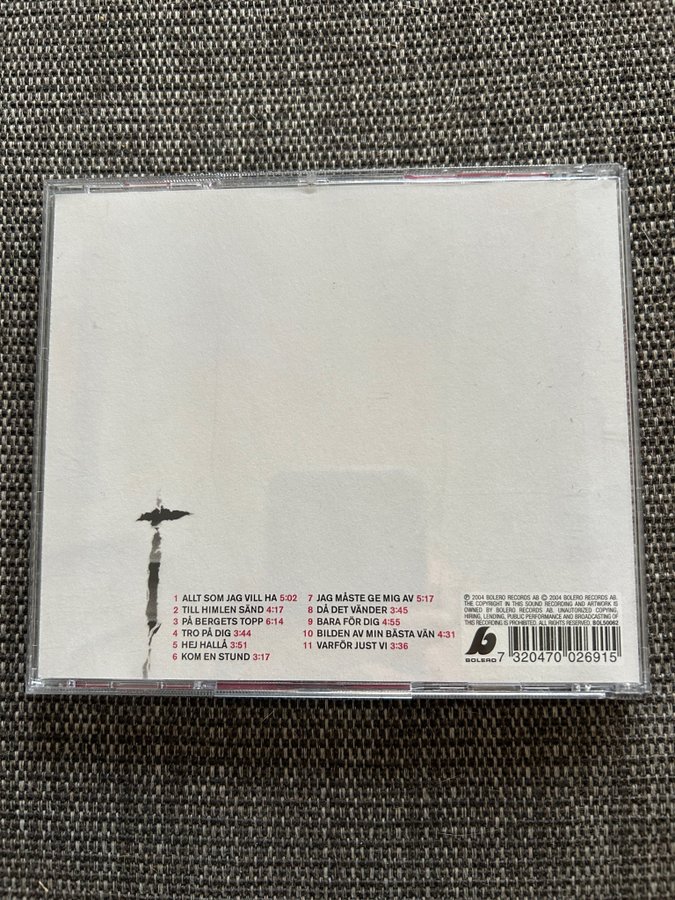 1 ALLT SOM JAG VILL HA 5:02
2 TILL HIMLEN SÄND 4:17
3 PÅ BERGETS TOPP 6:14
4 TRO PÅ DIG 3:44
5 HEJ HALLÅ 3:51
6 KOM EN STUND 3:17
7 JAG MÅSTE GE MIG AV 5:17
8 DÅ DET VÄNDER 3:45
9 BARA FÖR DIG 4:55
10 BILDEN AV MIN BÄSTA VÄN 4:31
11 VARFÖR JUST VI 3:36
℗ 2004 BOLERO RECORDS AB © 2004 BOLERO RECORDS AB.
THE COPYRIGHT IN THIS SOUND RECORDING AND ARTWORK IS
OWNED BY BOLERO RECORDS AB. UNAUTHORIZED COPYING,
HIRING, LENDING, PUBLIC PERFORMANCE AND BROADCASTING OF
THIS RECORDING IS PROHIBITED. ALL RIGHTS RESERVED. BOL50062
BOLERO
7 320470 026915